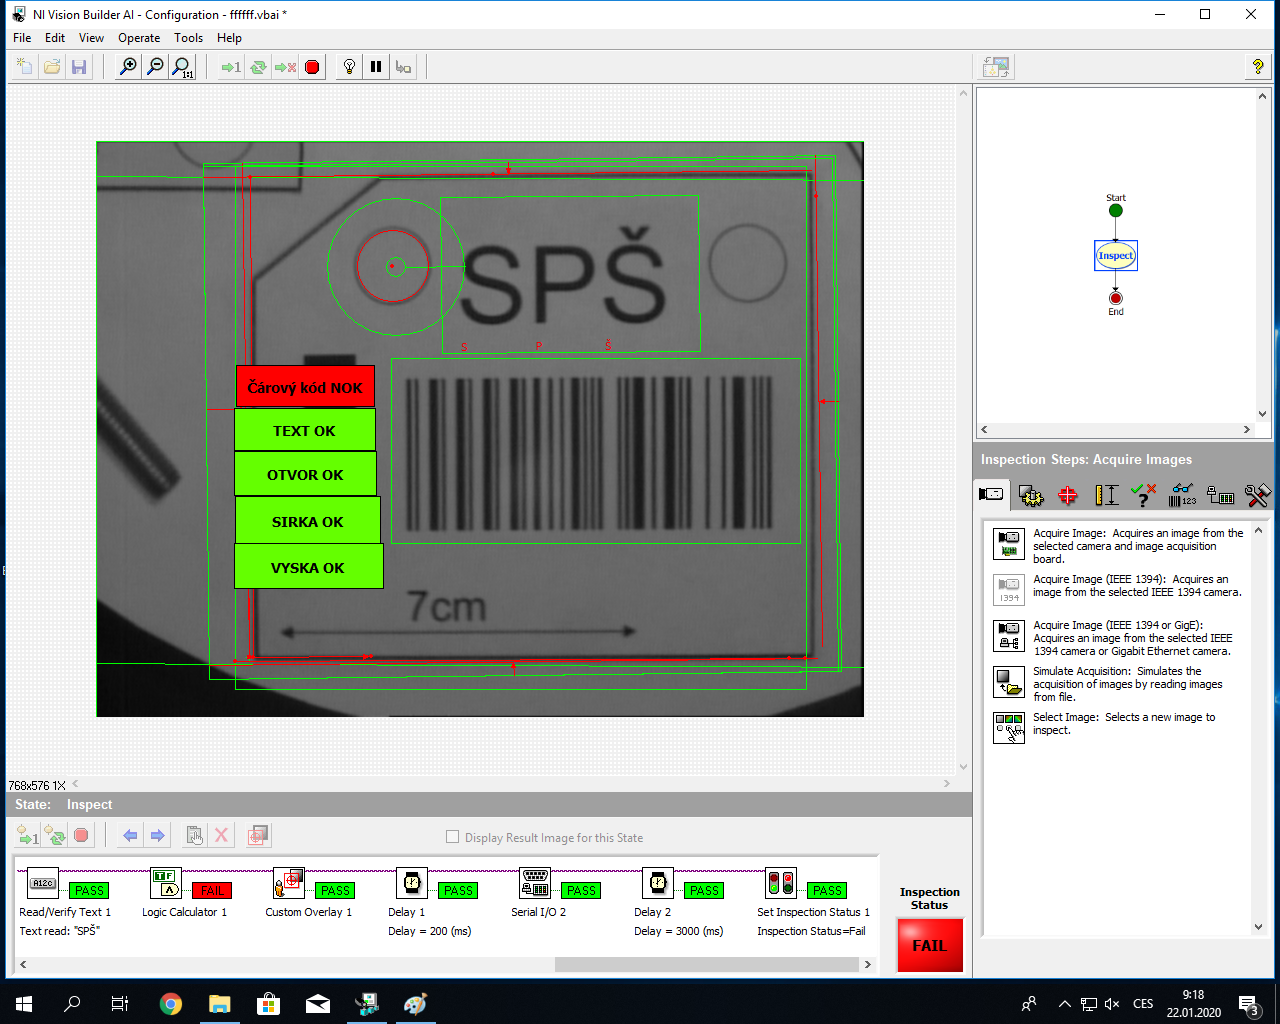 NI Vision Builder AI - Configuration - ffffff.vbai *
File Edit View Operate Tools Help
1:1
1
?
SPŠ
S P Š
Čárový kód NOK
TEXT OK
OTVOR OK
SIRKA OK
VYSKA OK
7cm
768x576 1X
Start
Inspect
End
Inspection Steps: Acquire Images
123
Acquire Image: Acquires an image from the
selected camera and image acquisition
board.
1394
Acquire Image (IEEE 1394): Acquires an
image from the selected IEEE 1394 camera.
Acquire Image (IEEE 1394 or GigE):
Acquires an image from the selected IEEE
1394 camera or Gigabit Ethernet camera.
Simulate Acquisition: Simulates the
acquisition of images by reading images
from file.
Select Image: Selects a new image to
inspect.
State: Inspect
1
Display Result Image for this State
A12c PASS
T F
A FAIL
PASS
PASS
PASS
PASS
PASS
Read/Verify Text 1 Logic Calculator 1 Custom Overlay 1 Delay 1 Serial I/O 2 Delay 2 Set Inspection Status 1
Text read: "SPŠ" Delay = 200 (ms) Delay = 3000 (ms) Inspection Status=Fail
Inspection
Status
FAIL
CES
9:18
22.01.2020
3